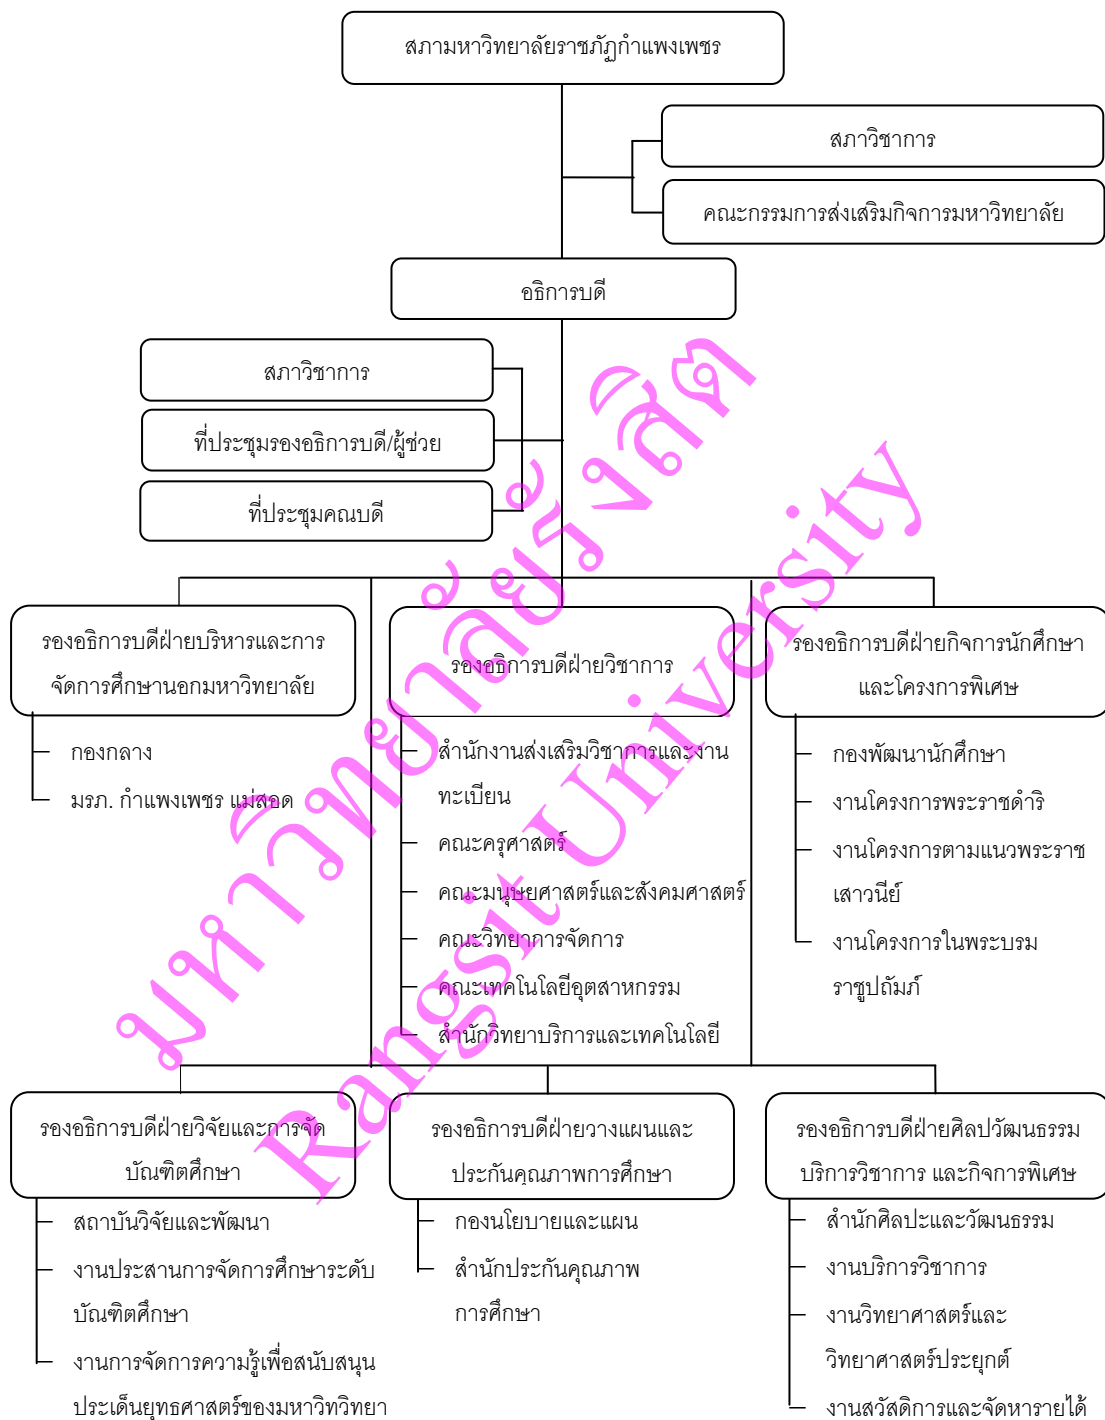 สภามหาวิทยาลัยราชภัฏกำแพงเพชร
สภาวิชาการ
คณะกรรมการส่งเสริมกิจการมหาวิทยาลัย
อธิการบดี
สภาวิชาการ
ที่ประชุมรองอธิการบดี/ผู้ช่วย
ที่ประชุมคณบดี
รองอธิการบดีฝ่ายบริหารและการ
จัดการศึกษานอกมหาวิทยาลัย
กองกลาง
มรภ. กำแพงเพชร แม่สอด
รองอธิการบดีฝ่ายวิชาการ
สำนักงานส่งเสริมวิชาการและงาน
ทะเบียน
คณะครุศาสตร์
คณะมนุษยศาสตร์และสังคมศาสตร์
คณะวิทยาการจัดการ
คณะเทคโนโลยีอุตสาหกรรม
สำนักวิทยาบริการและเทคโนโลยี
รองอธิการบดีฝ่ายกิจการนักศึกษา
และโครงการพิเศษ
กองพัฒนานักศึกษา
งานโครงการพระราชดำริ
งานโครงการตามแนวพระราช
เสาวนีย์
งานโครงการในพระบรม
ราชูปถัมภ์
รองอธิการบดีฝ่ายวิจัยและการจัด
บัณฑิตศึกษา
สถาบันวิจัยและพัฒนา
งานประสานการจัดการศึกษาระดับ
บัณฑิตศึกษา
งานการจัดการความรู้เพื่อสนับสนุน
ประเด็นยุทธศาสตร์ของมหาวิทวิทยา
รองอธิการบดีฝ่ายวางแผนและ
ประกันคุณภาพการศึกษา
กองนโยบายและแผน
สำนักประกันคุณภาพ
การศึกษา
รองอธิการบดีฝ่ายศิลปวัฒนธรรม
บริการวิชาการ และกิจการพิเศษ
สำนักศิลปะและวัฒนธรรม
งานบริการวิชาการ
งานวิทยาศาสตร์และ
วิทยาศาสตร์ประยุกต์
งานสวัสดิการและจัดหารายได้
มหาวิทยาลัยรังสิต
Rangsit University